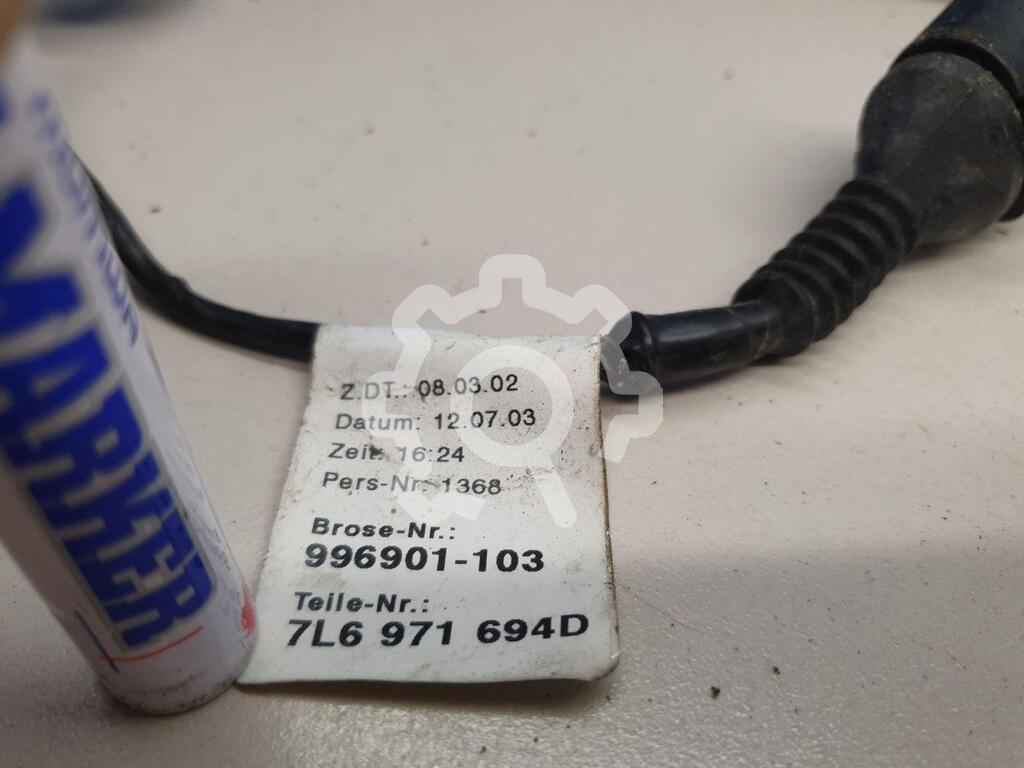 MARKER
Z.DT.: 08.03.02
Datum: 12.07.03
Zeit: 16:24
Pers-Nr. 1368
Brose-Nr.:
996901-103
Teile-Nr.:
7L6 971 694D